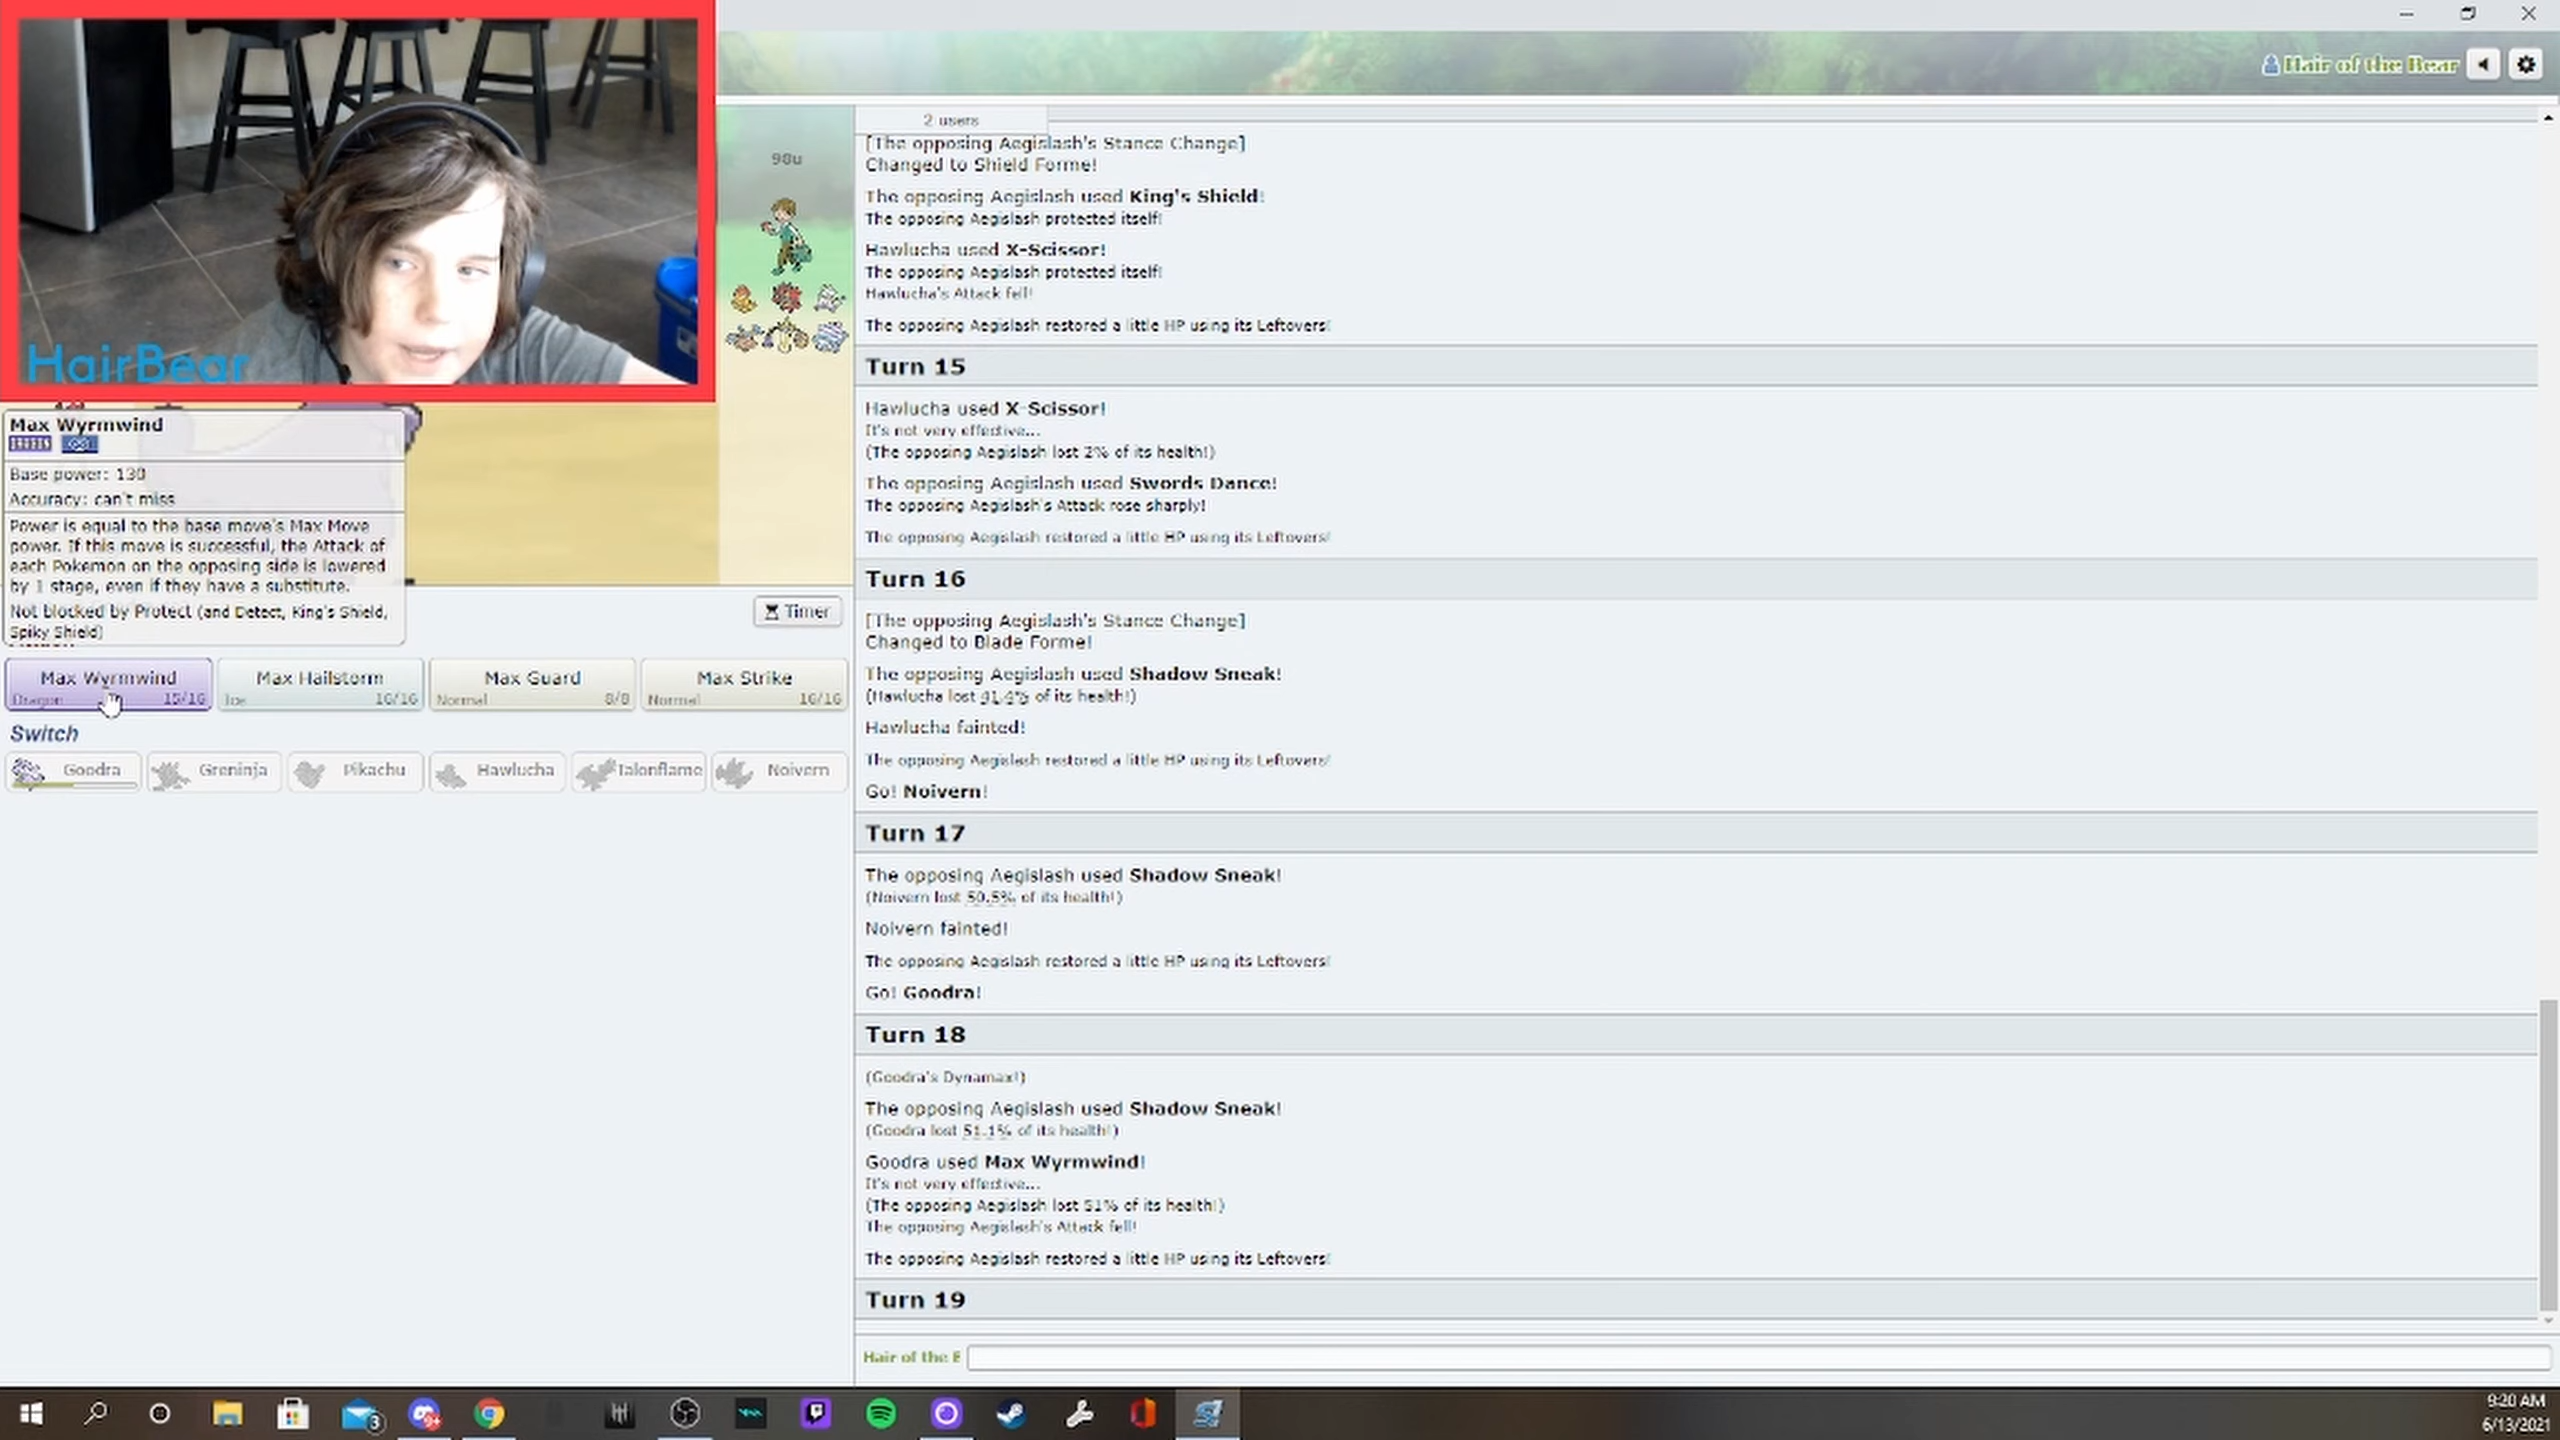 Hair of the Bear
2 users
98u
HairBear
[The opposing Aegislash's Stance Change]
Changed to Shield Forme!
The opposing Aegislash used King's Shield!
The opposing Aegislash protected itself!
Hawlucha used X-Scissor!
The opposing Aegislash protected itself!
Hawlucha's Attack fell!
The opposing Aegislash restored a little HP using its Leftovers!
Turn 15
Hawlucha used X-Scissor!
It's not very effective...
(The opposing Aegislash lost 2% of its health!)
The opposing Aegislash used Swords Dance!
The opposing Aegislash's Attack rose sharply!
The opposing Aegislash restored a little HP using its Leftovers!
Turn 16
[The opposing Aegislash's Stance Change]
Changed to Blade Forme!
The opposing Aegislash used Shadow Sneak!
(Hawlucha lost 41.4% of its health!)
Hawlucha fainted!
The opposing Aegislash restored a little HP using its Leftovers!
Go! Noivern!
Turn 17
The opposing Aegislash used Shadow Sneak!
(Noivern lost 50.5% of its health!)
Noivern fainted!
The opposing Aegislash restored a little HP using its Leftovers!
Go! Goodra!
Turn 18
(Goodra's Dynamax!)
The opposing Aegislash used Shadow Sneak!
(Goodra lost 51.1% of its health!)
Goodra used Max Wyrmwind!
It's not very effective...
(The opposing Aegislash lost 51% of its health!)
The opposing Aegislash's Attack fell!
The opposing Aegislash restored a little HP using its Leftovers!
Turn 19
Hair of the B
Max Wyrmwind
Base power: 130
Accuracy: can't miss
Power is equal to the base move's Max Move
power. If this move is successful, the Attack of
each Pokemon on the opposing side is lowered
by 1 stage, even if they have a substitute.
Not blocked by Protect (and Detect, King's Shield,
Spiky Shield)
Timer
Max Wyrmwind
Dragon 15/16
Max Hailstorm
Ice 16/16
Max Guard
Normal 8/8
Max Strike
Normal 16/16
Switch
Goodra Greninja Pikachu Hawlucha Talonflame Noivern
3
9+
9:20 AM
6/13/2021